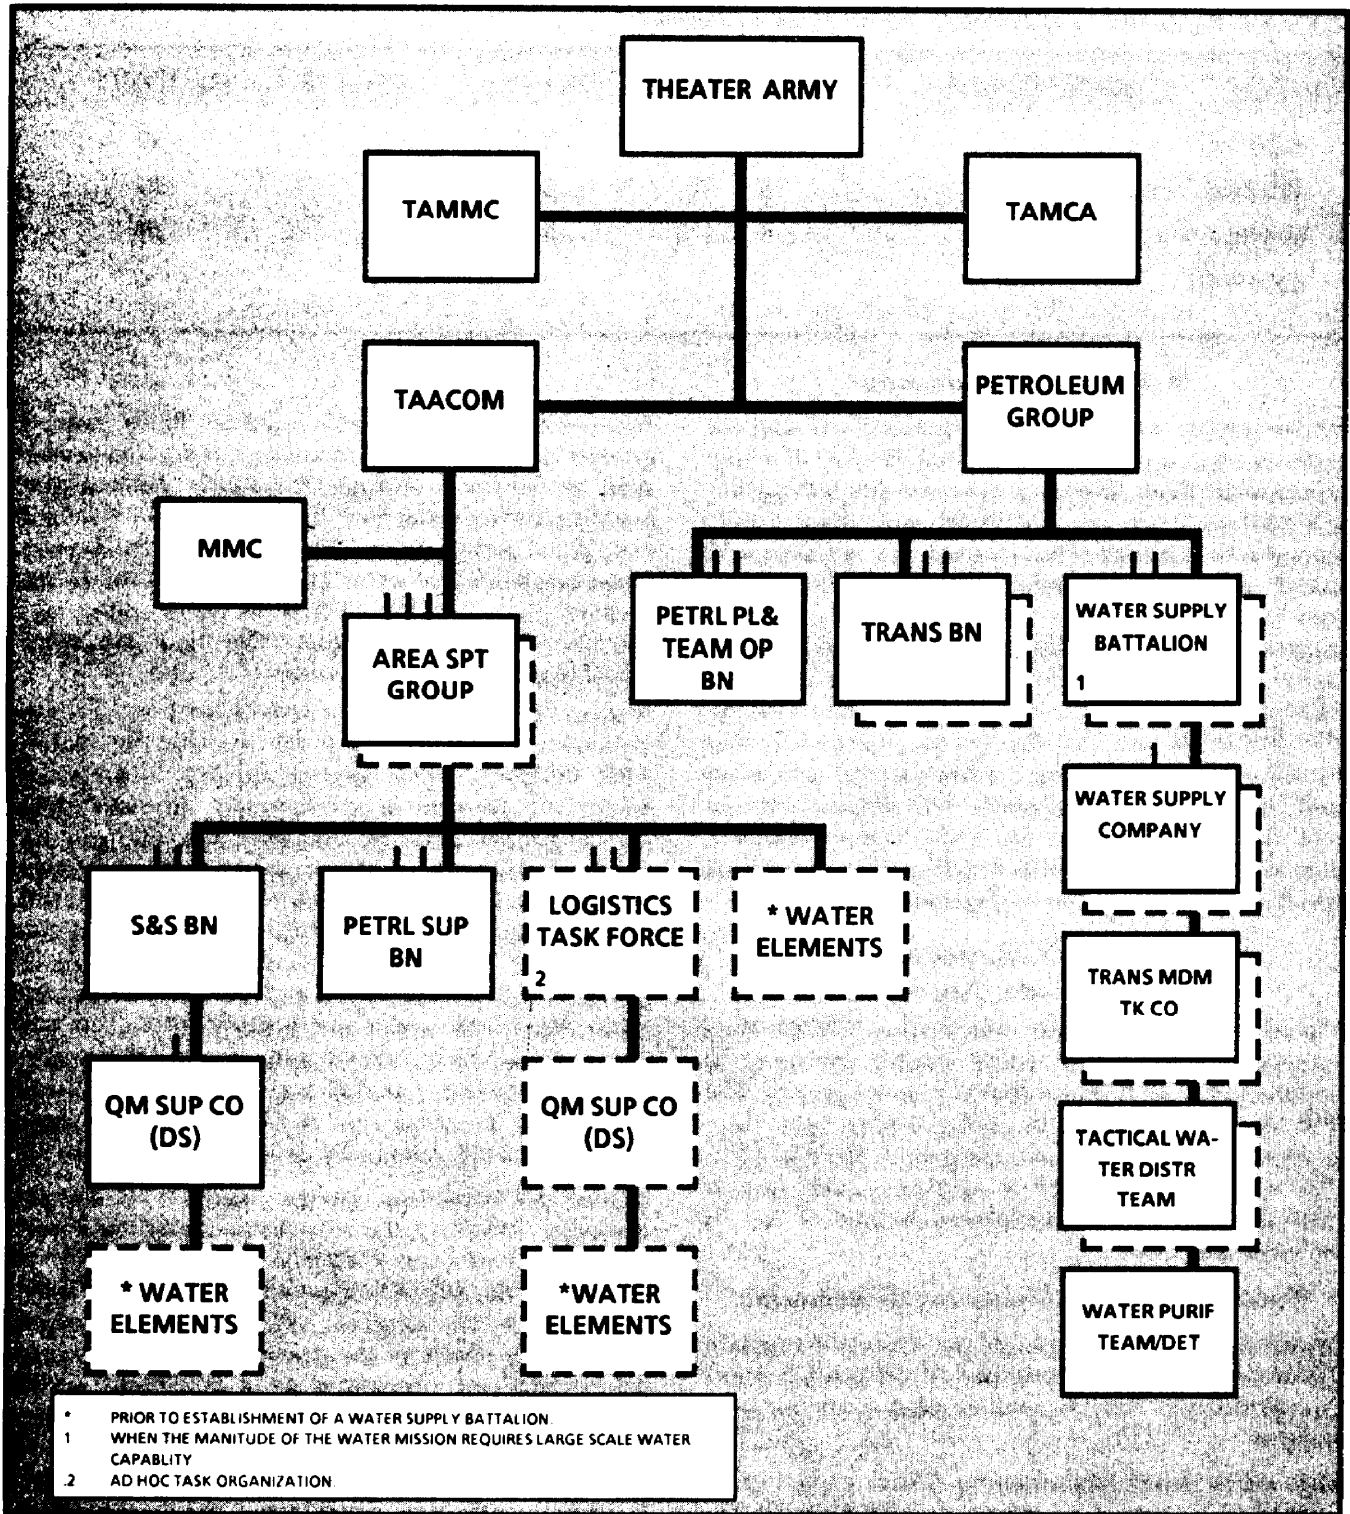 THEATER ARMY
TAMMC
TAMCA
TAACOM
PETROLEUM
GROUP
MMC
AREA SPT
GROUP
PETRL PL&
TEAM OP
BN
TRANS BN
WATER SUPPLY
BATTALION
1
WATER SUPPLY
COMPANY
S&S BN
PETRL SUP
BN
LOGISTICS
TASK FORCE
2
* WATER
ELEMENTS
TRANS MDM
TK CO
QM SUP CO
(DS)
QM SUP CO
(DS)
TACTICAL WA-
TER DISTR
TEAM
* WATER
ELEMENTS
*WATER
ELEMENTS
WATER PURIF
TEAM/DET
* PRIOR TO ESTABLISHMENT OF A WATER SUPPLY BATTALION.
1 WHEN THE MANITUDE OF THE WATER MISSION REQUIRES LARGE SCALE WATER
CAPABLITY
.2 AD HOC TASK ORGANIZATION.